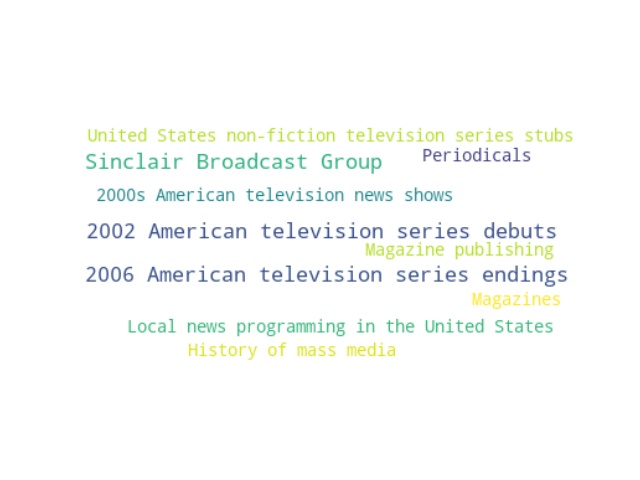 United States non-fiction television series stubs
Sinclair Broadcast Group
Periodicals
2000s American television news shows
2002 American television series debuts
Magazine publishing
2006 American television series endings
Magazines
Local news programming in the United States
History of mass media